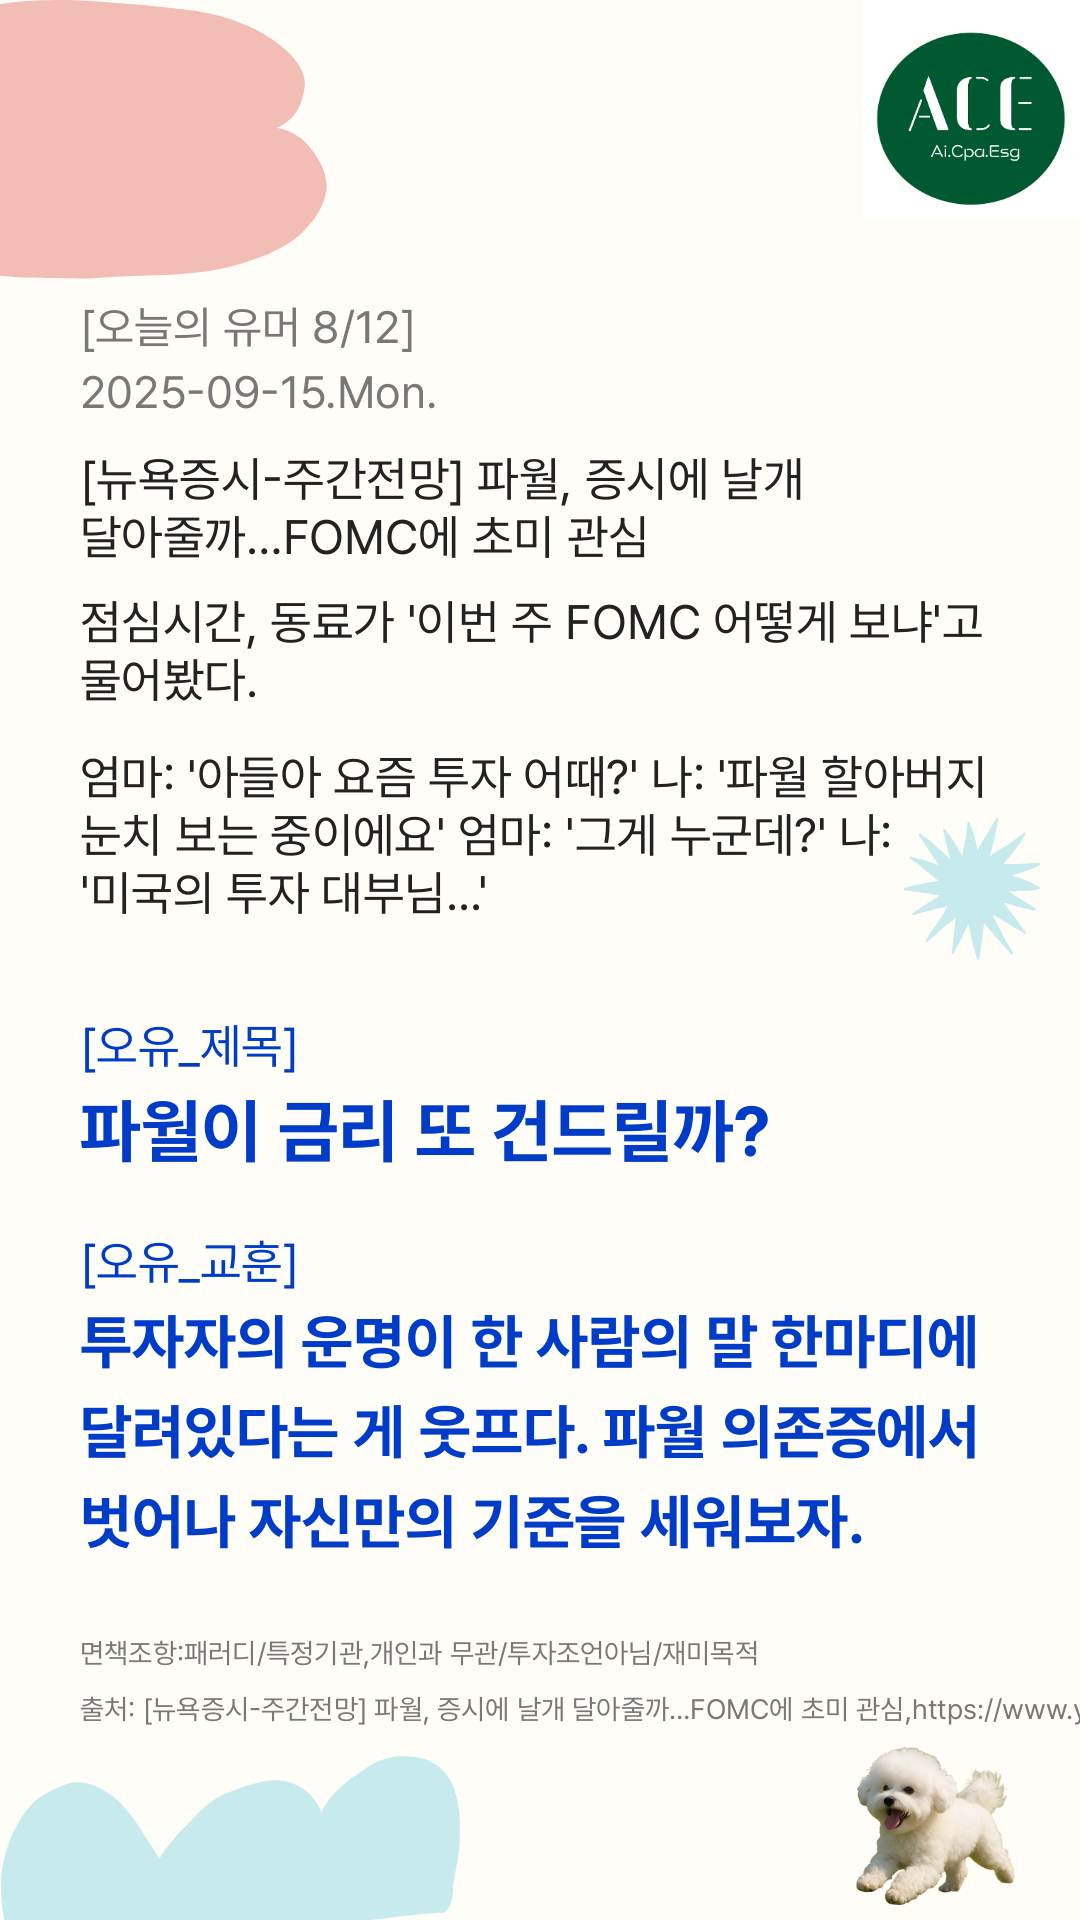 ACE
Ai.Cpa.Esg
[오늘의 유머 8/12]
2025-09-15.Mon.
[뉴욕증시-주간전망] 파월, 증시에 날개
달아줄까…FOMC에 초미 관심
점심시간, 동료가 '이번 주 FOMC 어떻게 보냐'고
물어봤다.
엄마: '아들아 요즘 투자 어때?' 나: '파월 할아버지
눈치 보는 중이에요' 엄마: '그게 누군데?' 나:
'미국의 투자 대부님...'
[오유_제목]
파월이 금리 또 건드릴까?
[오유_교훈]
투자자의 운명이 한 사람의 말 한마디에
달려있다는 게 웃프다. 파월 의존증에서
벗어나 자신만의 기준을 세워보자.
면책조항:패러디/특정기관,개인과 무관/투자조언아님/재미목적
출처: [뉴욕증시-주간전망] 파월, 증시에 날개 달아줄까…FOMC에 초미 관심,https://www.y